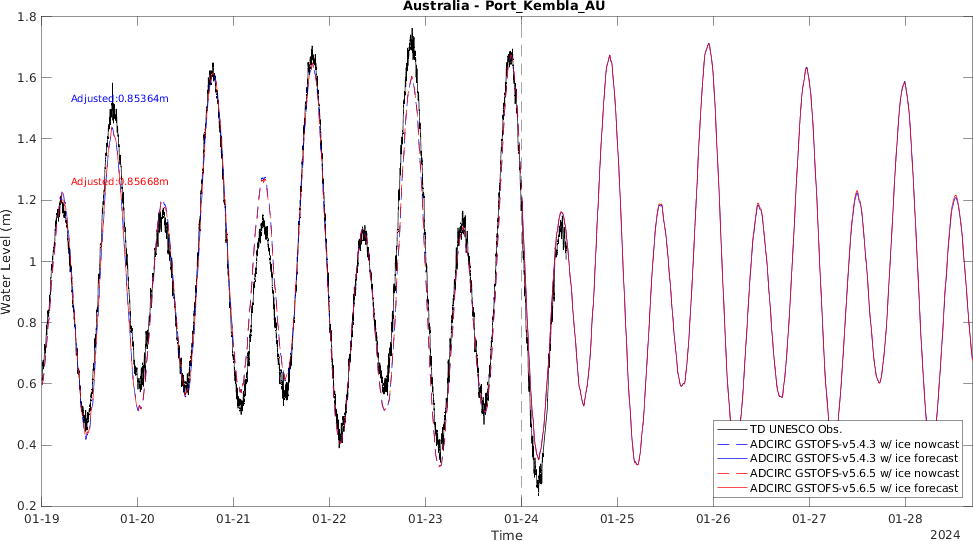 Australia - Port_Kembla_AU
1.8
1.6
1.4
1.2
1
0.8
0.6
0.4
0.2
Water Level (m)
Adjusted:0.85364m
Adjusted:0.85668m
TD UNESCO Obs.
ADCIRC GSTOFS-v5.4.3 w/ ice nowcast
ADCIRC GSTOFS-v5.4.3 w/ ice forecast
ADCIRC GSTOFS-v5.6.5 w/ ice nowcast
ADCIRC GSTOFS-v5.6.5 w/ ice forecast
01-19 01-20 01-21 01-22 01-23 01-24 01-25 01-26 01-27 01-28
Time
2024